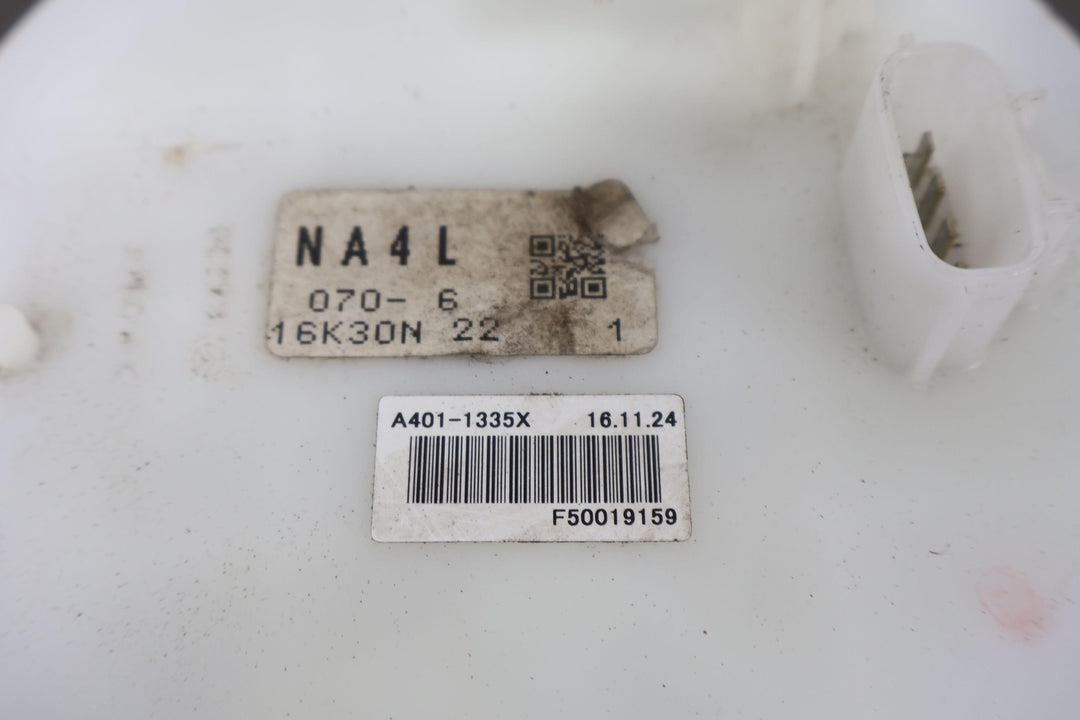 NA4L
070- 6
16K30N 22 1
A401-1335X 16.11.24
F50019159